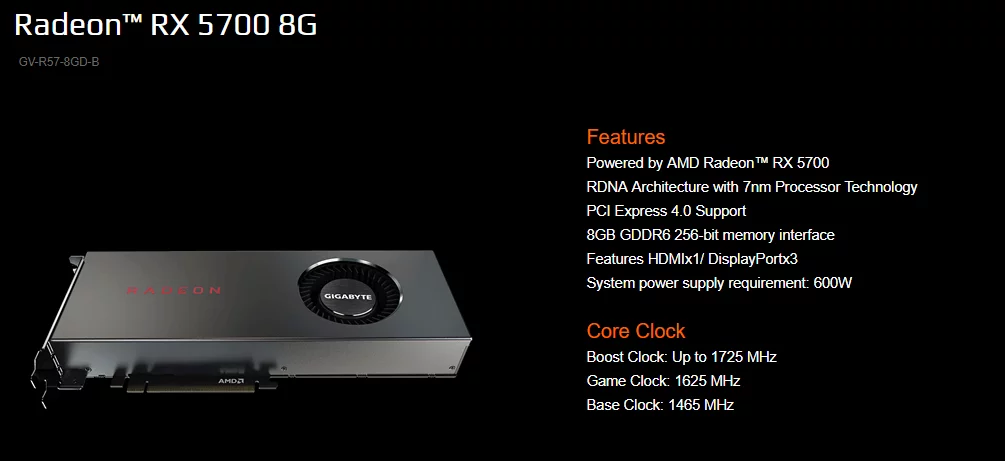 Radeon™ RX 5700 8G
GV-R57-8GD-B
Features
Powered by AMD Radeon™ RX 5700
RDNA Architecture with 7nm Processor Technology
PCI Express 4.0 Support
8GB GDDR6 256-bit memory interface
Features HDMIx1/ DisplayPortx3
System power supply requirement: 600W
RADEON
GIGABYTE
AMD
Core Clock
Boost Clock: Up to 1725 MHz
Game Clock: 1625 MHz
Base Clock: 1465 MHz